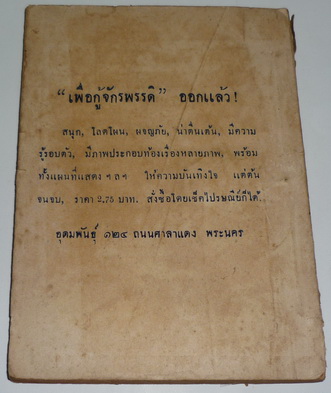 “เพื่อกู้จักรพรรดิ” ออกแล้ว!
สนุก, โลดโผน, ผจญภัย, น่าตื่นเต้น, มีความ
รู้รอบตัว, มีภาพประกอบท้องเรื่องหลายภาพ, พร้อม
ทั้งแผนที่แสดง ฯลฯ ให้ความบันเทิงใจ แต่ต้น
จนจบ, ราคา 2.75 บาท. สั่งซื้อโดยเช็คไปรษณีย์ก็ได้.
อุดมพันธุ์ ๑๒๔ ถนนศาลาแดง พระนคร